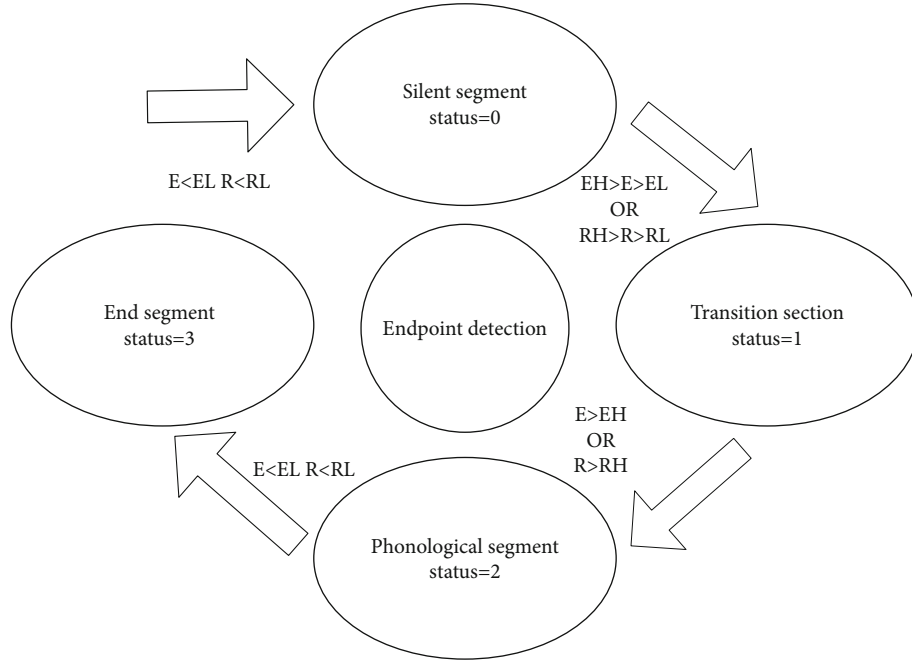 Silent segment
status=0
E<EL R<RL
EH>E>EL
OR
RH>R>RL
End segment
status=3
Endpoint detection
Transition section
status=1
E>EH
OR
R>RH
E<EL R<RL
Phonological segment
status=2